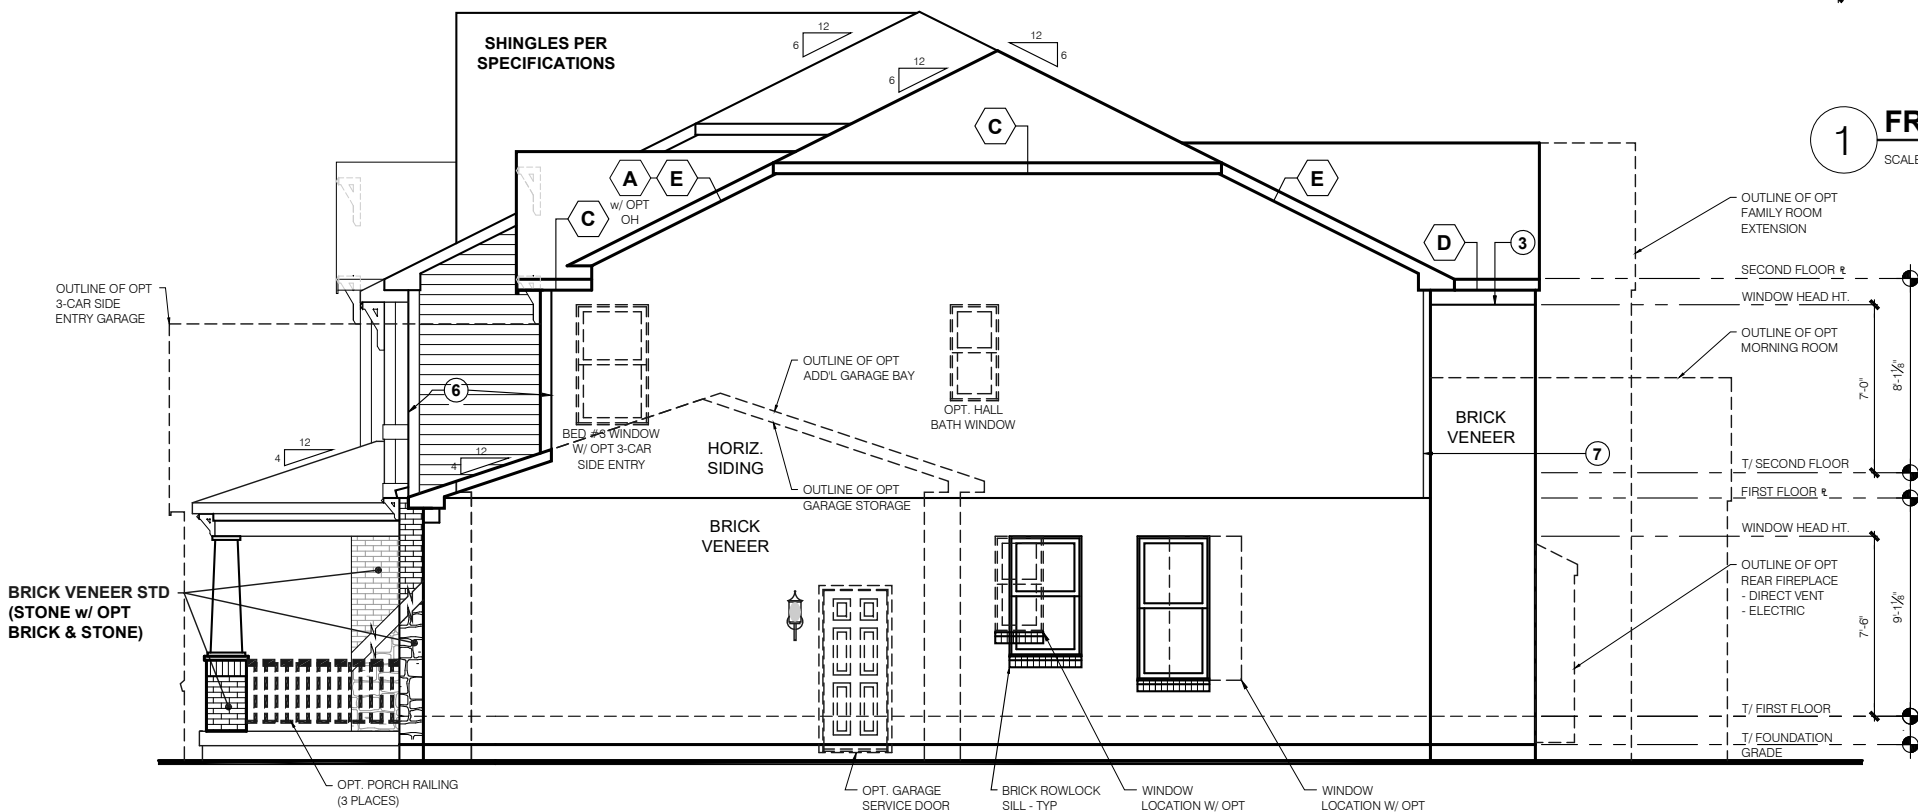 12
6
SHINGLES PER
SPECIFICATIONS
12
6
12
6
1
FR
SCALE
C
A
E
w/ OPT
OH
C
E
D
3
OUTLINE OF OPT
FAMILY ROOM
EXTENSION
SECOND FLOOR
WINDOW HEAD HT.
OUTLINE OF OPT
3-CAR SIDE
ENTRY GARAGE
OUTLINE OF OPT
MORNING ROOM
OUTLINE OF OPT
ADD'L GARAGE BAY
6
7'-0"
8'-1⅛"
OPT. HALL
BATH WINDOW
BRICK
VENEER
BED #3 WINDOW
W/ OPT 3-CAR
SIDE ENTRY
12
4
12
4
HORIZ.
SIDING
7
T/ SECOND FLOOR
OUTLINE OF OPT
GARAGE STORAGE
FIRST FLOOR
BRICK
VENEER
WINDOW HEAD HT.
OUTLINE OF OPT
REAR FIREPLACE
- DIRECT VENT
- ELECTRIC
BRICK VENEER STD
(STONE w/ OPT
BRICK & STONE)
7'-6"
9'-1⅛"
T/ FIRST FLOOR
T/ FOUNDATION
GRADE
OPT. PORCH RAILING
(3 PLACES)
OPT. GARAGE
SERVICE DOOR
BRICK ROWLOCK
SILL - TYP
WINDOW
LOCATION W/ OPT
WINDOW
LOCATION W/ OPT